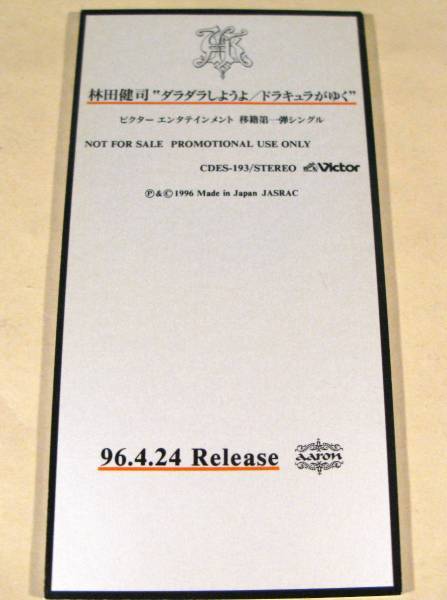 林田健司"ダラダラしようよ／ドラキュラがゆく"
ビクター エンタテインメント 移籍第一弾シングル
NOT FOR SALE PROMOTIONAL USE ONLY
CDES-193/STEREO Victor
Ⓟ&©1996 Made in Japan JASRAC
96.4.24 Release
aaron